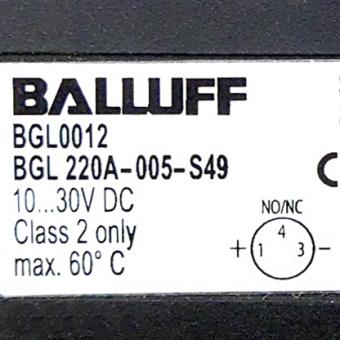 BALLUFF
BGL0012
BGL 220A-005-S49
10...30V DC
Class 2 only
max. 60° C
NO/NC
4
+ 1 3 -